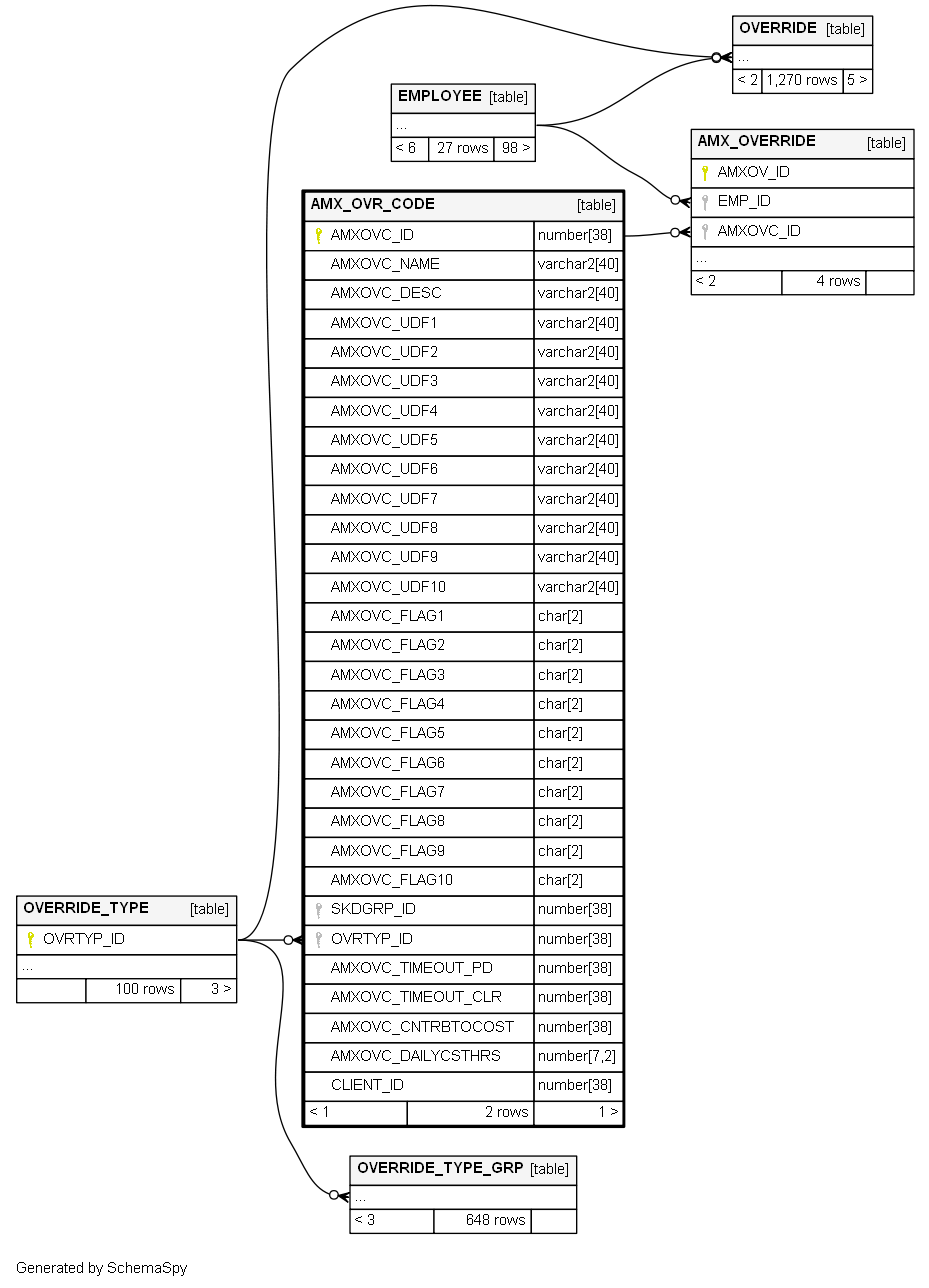 OVERRIDE [table]
...
< 2 1,270 rows 5 >
EMPLOYEE [table]
...
< 6 27 rows 98 >
AMX_OVERRIDE [table]
AMXOV_ID
EMP_ID
AMXOVC_ID
...
< 2 4 rows
AMX_OVR_CODE [table]
AMXOVC_ID number[38]
AMXOVC_NAME varchar2[40]
AMXOVC_DESC varchar2[40]
AMXOVC_UDF1 varchar2[40]
AMXOVC_UDF2 varchar2[40]
AMXOVC_UDF3 varchar2[40]
AMXOVC_UDF4 varchar2[40]
AMXOVC_UDF5 varchar2[40]
AMXOVC_UDF6 varchar2[40]
AMXOVC_UDF7 varchar2[40]
AMXOVC_UDF8 varchar2[40]
AMXOVC_UDF9 varchar2[40]
AMXOVC_UDF10 varchar2[40]
AMXOVC_FLAG1 char[2]
AMXOVC_FLAG2 char[2]
AMXOVC_FLAG3 char[2]
AMXOVC_FLAG4 char[2]
AMXOVC_FLAG5 char[2]
AMXOVC_FLAG6 char[2]
AMXOVC_FLAG7 char[2]
AMXOVC_FLAG8 char[2]
AMXOVC_FLAG9 char[2]
AMXOVC_FLAG10 char[2]
SKDGRP_ID number[38]
OVRTYP_ID number[38]
AMXOVC_TIMEOUT_PD number[38]
AMXOVC_TIMEOUT_CLR number[38]
AMXOVC_CNTRBTOCOST number[38]
AMXOVC_DAILYCSTHRS number[7,2]
CLIENT_ID number[38]
< 1 2 rows 1 >
OVERRIDE_TYPE [table]
OVRTYP_ID
...
100 rows 3 >
OVERRIDE_TYPE_GRP [table]
...
< 3 648 rows
Generated by SchemaSpy